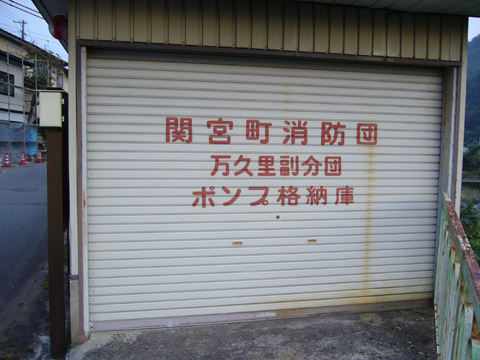 関宮町消防団
万久里副分団
ポンプ格納庫